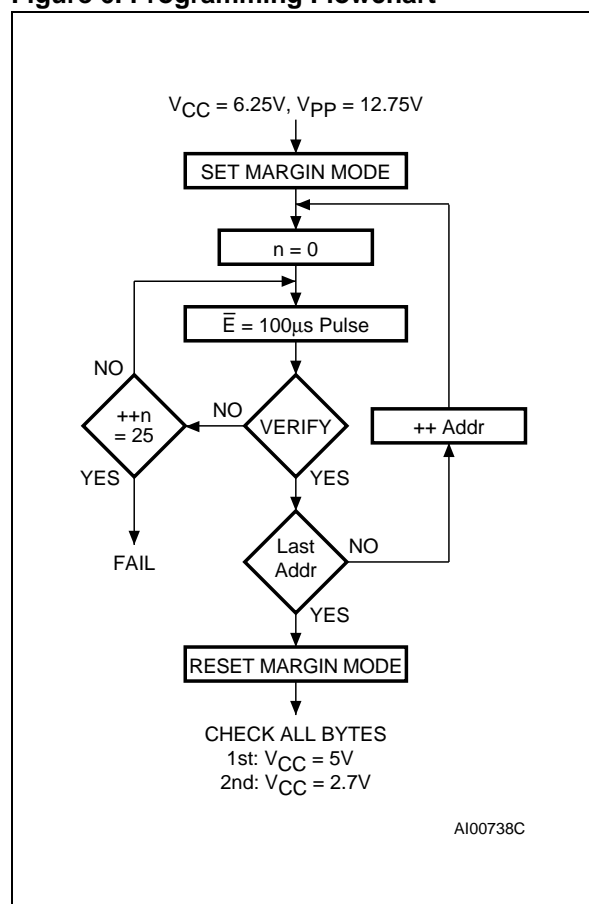 VCC = 6.25V, VPP = 12.75V
SET MARGIN MODE
n = 0
E̅ = 100µs Pulse
NO
++n
= 25
NO
VERIFY
++ Addr
YES
YES
FAIL
Last
Addr
NO
YES
RESET MARGIN MODE
CHECK ALL BYTES
1st: VCC = 5V
2nd: VCC = 2.7V
AI00738C